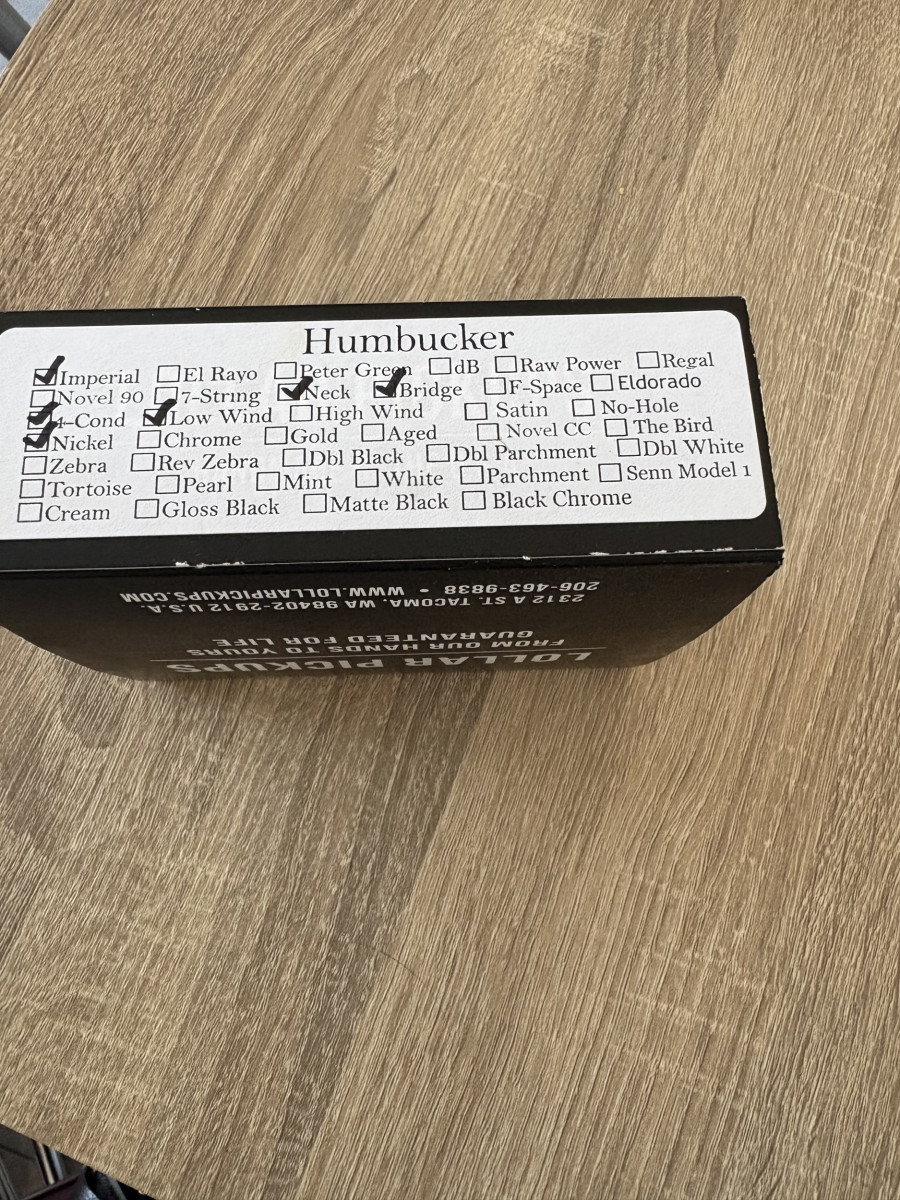 Humbucker
☑Imperial ☐El Rayo ☐Peter Green ☐dB ☐Raw Power ☐Regal
☐Novel 90 ☐7-String ☑Neck ☑Bridge ☐F-Space ☐Eldorado
☑4-Cond ☑Low Wind ☐High Wind ☐Satin ☐No-Hole
☑Nickel ☐Chrome ☐Gold ☐Aged ☐Novel CC ☐The Bird
☐Zebra ☐Rev Zebra ☐Dbl Black ☐Dbl Parchment ☐Dbl White
☐Tortoise ☐Pearl ☐Mint ☐White ☐Parchment ☐Senn Model 1
☐Cream ☐Gloss Black ☐Matte Black ☐Black Chrome
LOLLAR PICKUPS
FROM OUR HANDS TO YOURS
GUARANTEED FOR LIFE
2312 A ST. TACOMA, WA 98402-2912 U.S.A.
206-463-9838 • WWW.LOLLARPICKUPS.COM